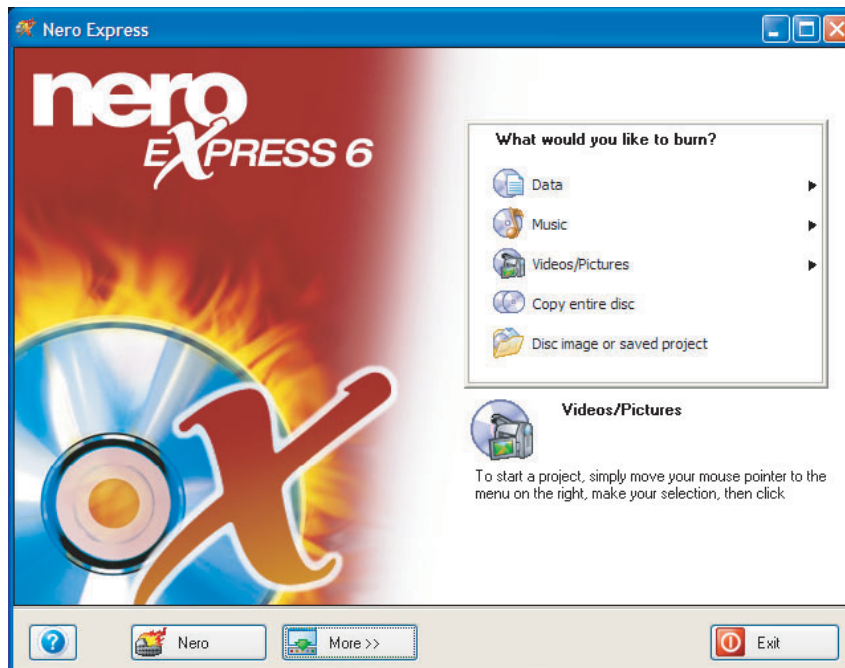 Nero Express
nero
EXPRESS 6
What would you like to burn?
Data
Music
Videos/Pictures
Copy entire disc
Disc image or saved project
Videos/Pictures
To start a project, simply move your mouse pointer to the
menu on the right, make your selection, then click
?
Nero
More >>
Exit